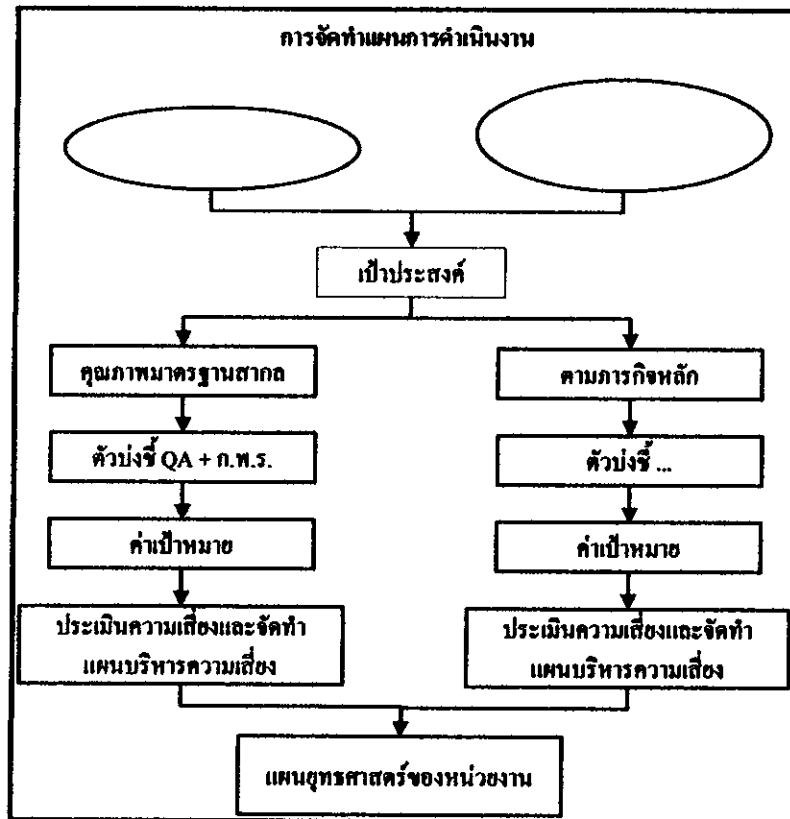 การจัดทำแผนการดำเนินงาน
เป้าประสงค์
คุณภาพมาตรฐานสากล
ตามภารกิจหลัก
ตัวบ่งชี้ QA + ก.พ.ร.
ตัวบ่งชี้ ...
ค่าเป้าหมาย
ค่าเป้าหมาย
ประเมินความเสี่ยงและจัดทำ
แผนบริหารความเสี่ยง
ประเมินความเสี่ยงและจัดทำ
แผนบริหารความเสี่ยง
แผนยุทธศาสตร์ของหน่วยงาน